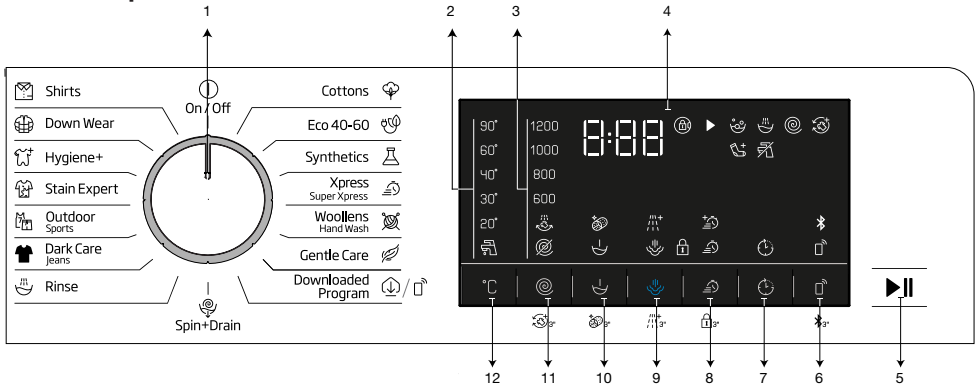 1
2
3
4
On / Off
Shirts
Down Wear
Hygiene+
Stain Expert
Outdoor
Sports
Dark Care
Jeans
Rinse
Spin+Drain
Cottons
Eco 40-60
Synthetics
Xpress
Super Xpress
Woollens
Hand Wash
Gentle Care
Downloaded
Program
90°
60°
40°
30°
20°
1200
1000
800
600
8:88
°C
3"
3"
3"
3"
3"
12
11
10
9
8
7
6
5